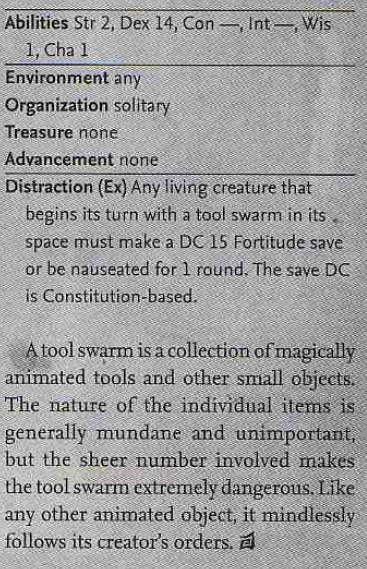 Abilities Str 2, Dex 14, Con —, Int —, Wis
1, Cha 1
Environment any
Organization solitary
Treasure none
Advancement none
Distraction (Ex) Any living creature that
begins its turn with a tool swarm in its
space must make a DC 15 Fortitude save
or be nauseated for 1 round. The save DC
is Constitution-based.
A tool swarm is a collection of magically
animated tools and other small objects.
The nature of the individual items is
generally mundane and unimportant,
but the sheer number involved makes
the tool swarm extremely dangerous. Like
any other animated object, it mindlessly
follows its creator's orders.